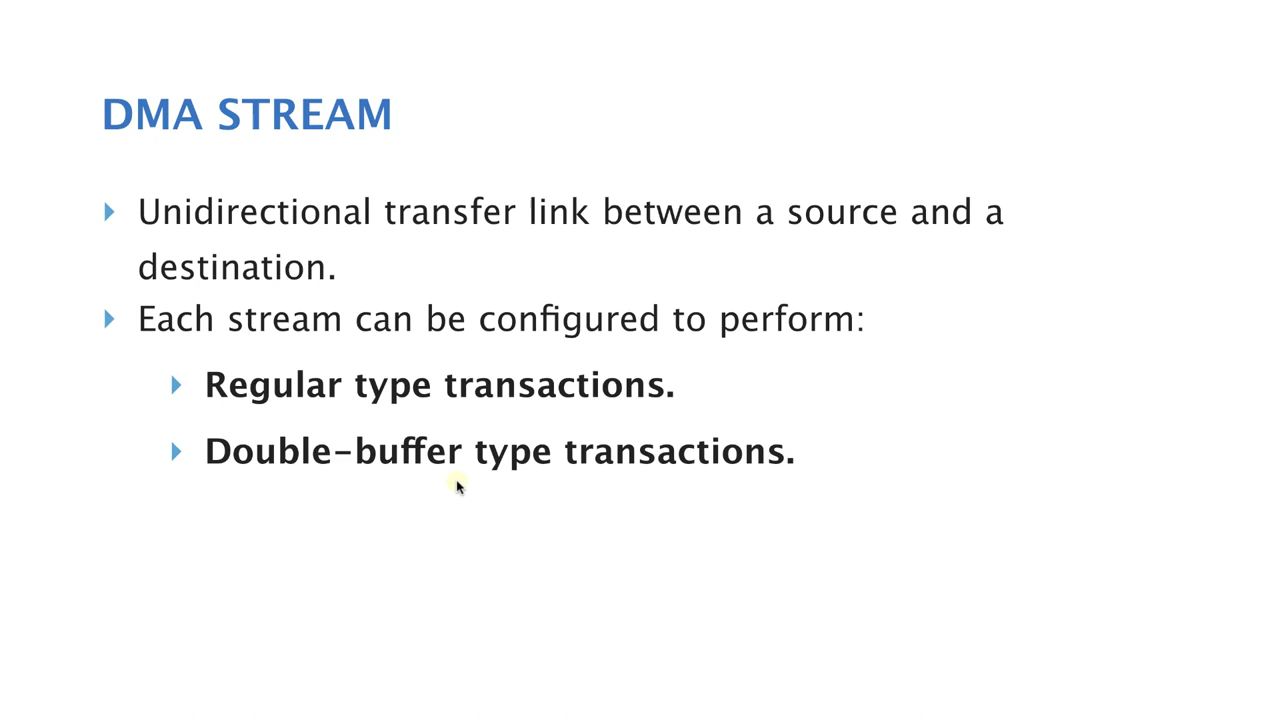 DMA STREAM
Unidirectional transfer link between a source and a
destination.
Each stream can be configured to perform:
Regular type transactions.
Double-buffer type transactions.